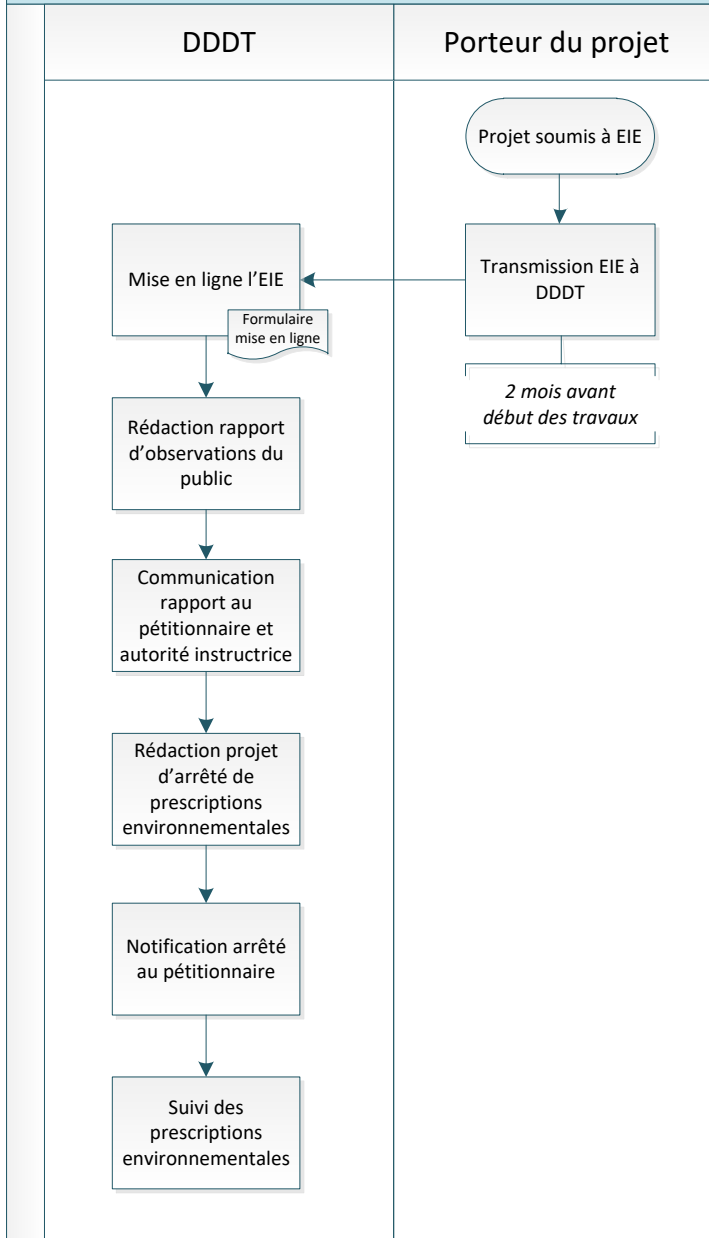 DDDT
Porteur du projet
Projet soumis à EIE
Transmission EIE à
DDDT
2 mois avant
début des travaux
Mise en ligne l’EIE
Formulaire
mise en ligne
Rédaction rapport
d’observations du
public
Communication
rapport au
pétitionnaire et
autorité instructrice
Rédaction projet
d’arrêté de
prescriptions
environnementales
Notification arrêté
au pétitionnaire
Suivi des
prescriptions
environnementales